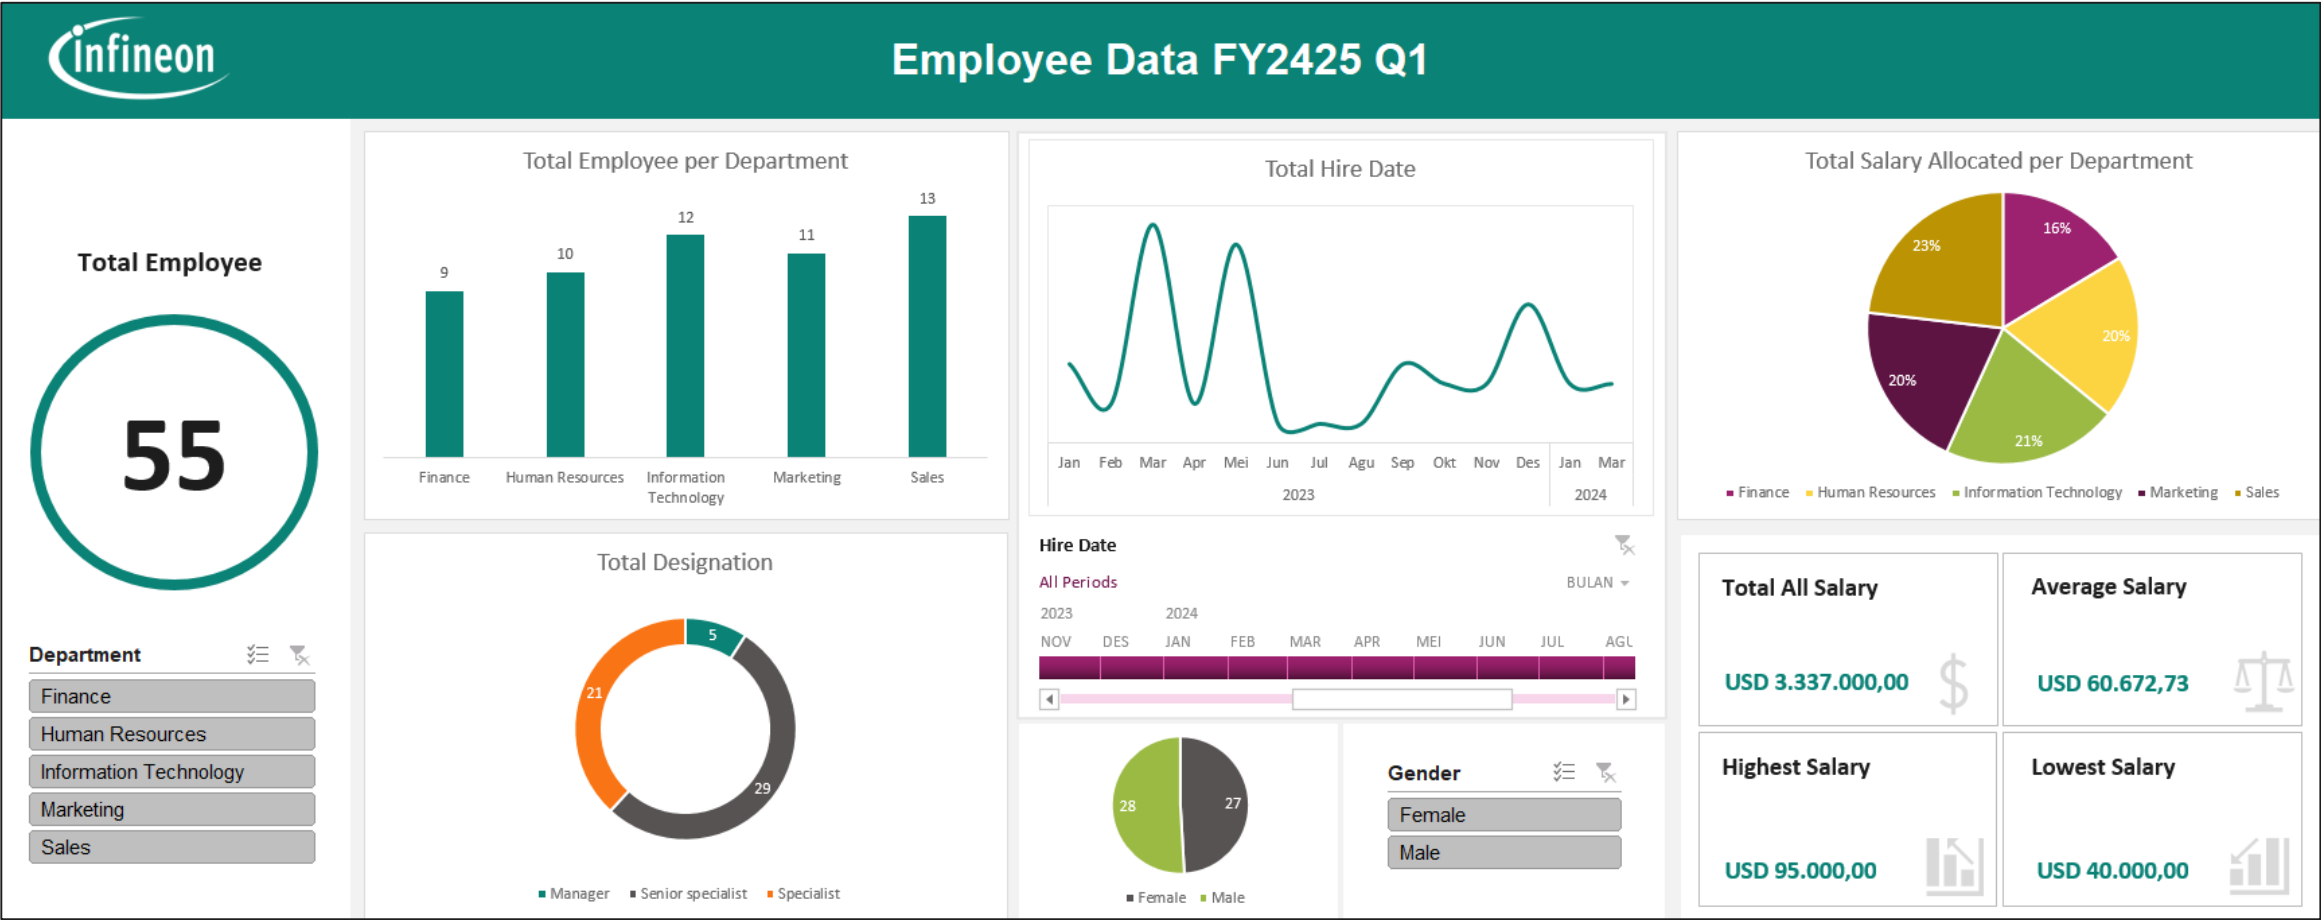 infineon
Employee Data FY2425 Q1
Total Employee
55
Department
Finance
Human Resources
Information Technology
Marketing
Sales
Total Employee per Department
9
10
12
11
13
Finance
Human Resources
Information
Technology
Marketing
Sales
Total Designation
5
21
29
Manager
Senior specialist
Specialist
Total Hire Date
Jan Feb Mar Apr Mei Jun Jul Agu Sep Okt Nov Des Jan Mar
2023 2024
Hire Date
All Periods
BULAN
2023 2024
NOV DES JAN FEB MAR APR MEI JUN JUL AGU
28
27
Female Male
Gender
Female
Male
Total Salary Allocated per Department
16%
23%
20%
20%
21%
Finance Human Resources Information Technology Marketing Sales
Total All Salary
USD 3.337.000,00
$
Average Salary
USD 60.672,73
Highest Salary
USD 95.000,00
Lowest Salary
USD 40.000,00